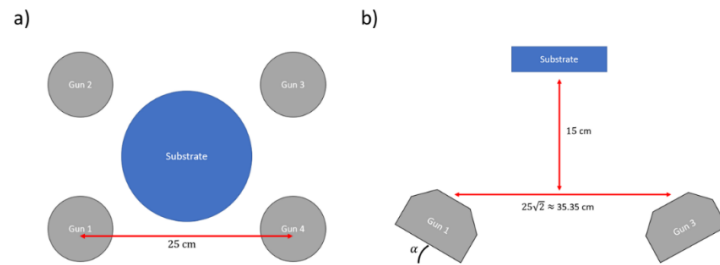 a)
Gun 2
Gun 3
Substrate
Gun 1
Gun 4
25 cm
b)
Substrate
15 cm
25√2 ≈ 35.35 cm
Gun 1
Gun 3
α